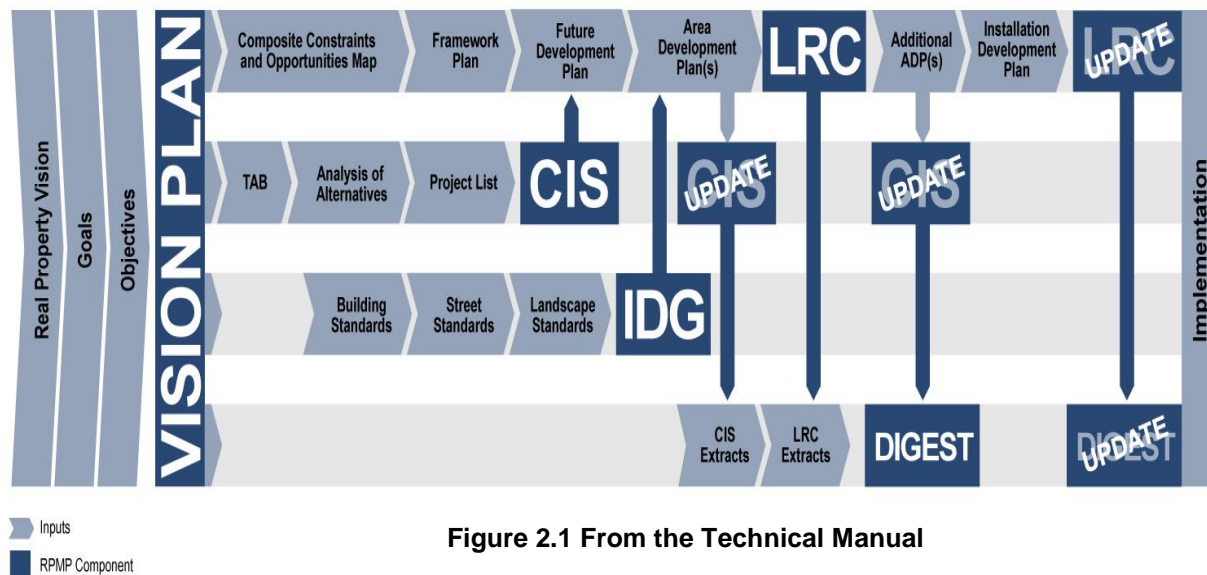 Real Property Vision
Goals
Objectives
VISION PLAN
Composite Constraints
and Opportunities Map
Framework
Plan
Future
Development
Plan
Area
Development
Plan(s)
LRC
Additional
ADP(s)
Installation
Development
Plan
LRC
UPDATE
TAB
Analysis of
Alternatives
Project List
CIS
CIS
UPDATE
CIS
UPDATE
Building
Standards
Street
Standards
Landscape
Standards
IDG
CIS
Extracts
LRC
Extracts
DIGEST
DIGEST
UPDATE
Implementation
Inputs
RPMP Component
Figure 2.1 From the Technical Manual